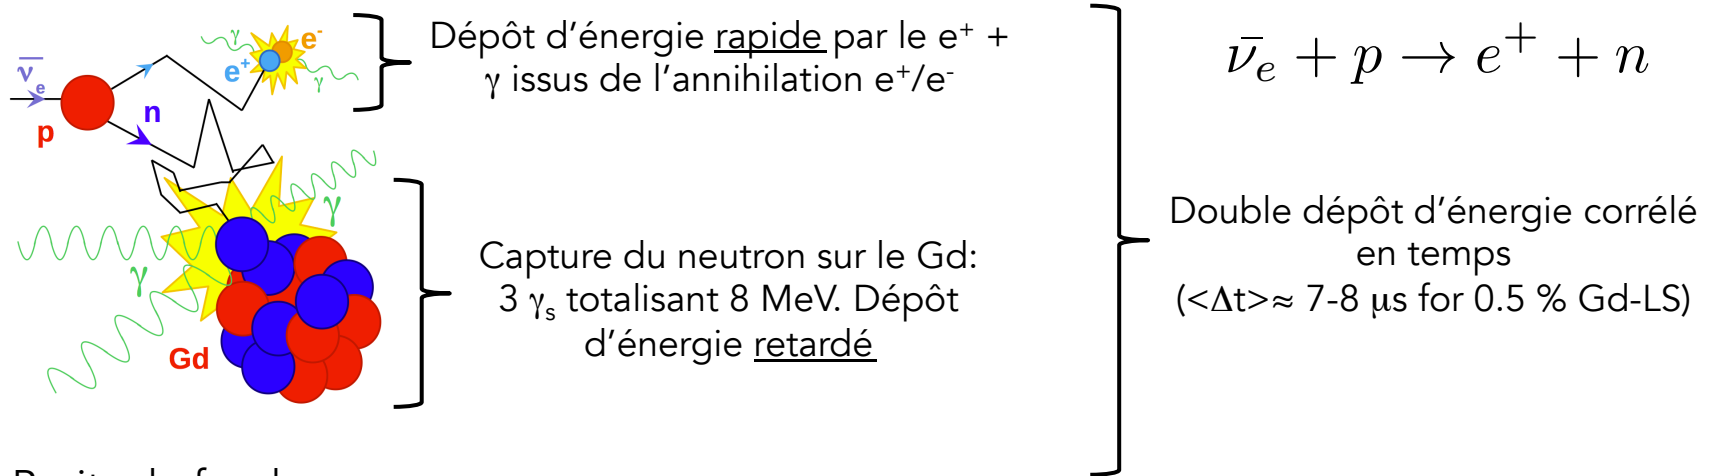 γ
e⁻
ν̄ₑ
e⁺
γ
n
p
Dépôt d'énergie rapide par le e⁺ +
γ issus de l'annihilation e⁺/e⁻
ν̄ₑ + p → e⁺ + n
γ
γ
Gd
Capture du neutron sur le Gd:
3 γₛ totalisant 8 MeV. Dépôt
d'énergie retardé
Double dépôt d'énergie corrélé
en temps
(<Δt>≈ 7-8 μs for 0.5 % Gd-LS)